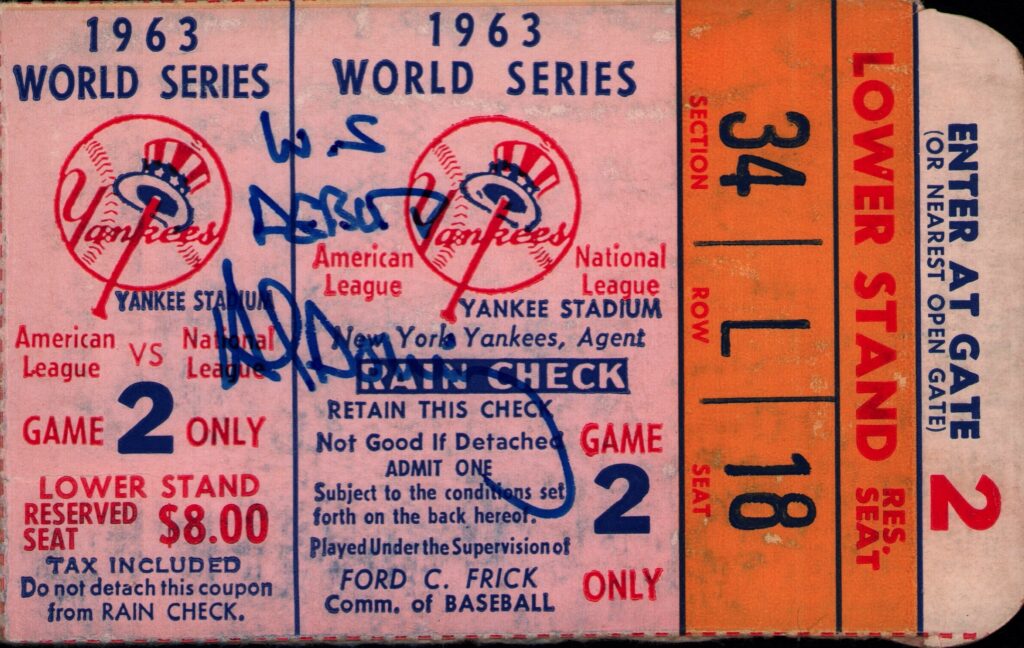 1963
WORLD SERIES
Yankees
YANKEE STADIUM
American League VS National League
GAME 2 ONLY
LOWER STAND
RESERVED SEAT $8.00
TAX INCLUDED
Do not detach this coupon
from RAIN CHECK.
1963
WORLD SERIES
W.S
DEBUT
Yankees
American League
National League
YANKEE STADIUM
New York Yankees, Agent
Al Downing
RAIN CHECK
RETAIN THIS CHECK
Not Good If Detached
ADMIT ONE
Subject to the conditions set
forth on the back hereof.
Played Under the Supervision of
FORD C. FRICK
Comm. of BASEBALL
GAME
2
ONLY
SECTION 34
ROW L
SEAT 18
LOWER STAND
RES. SEAT
ENTER AT GATE 2
(OR NEAREST OPEN GATE)